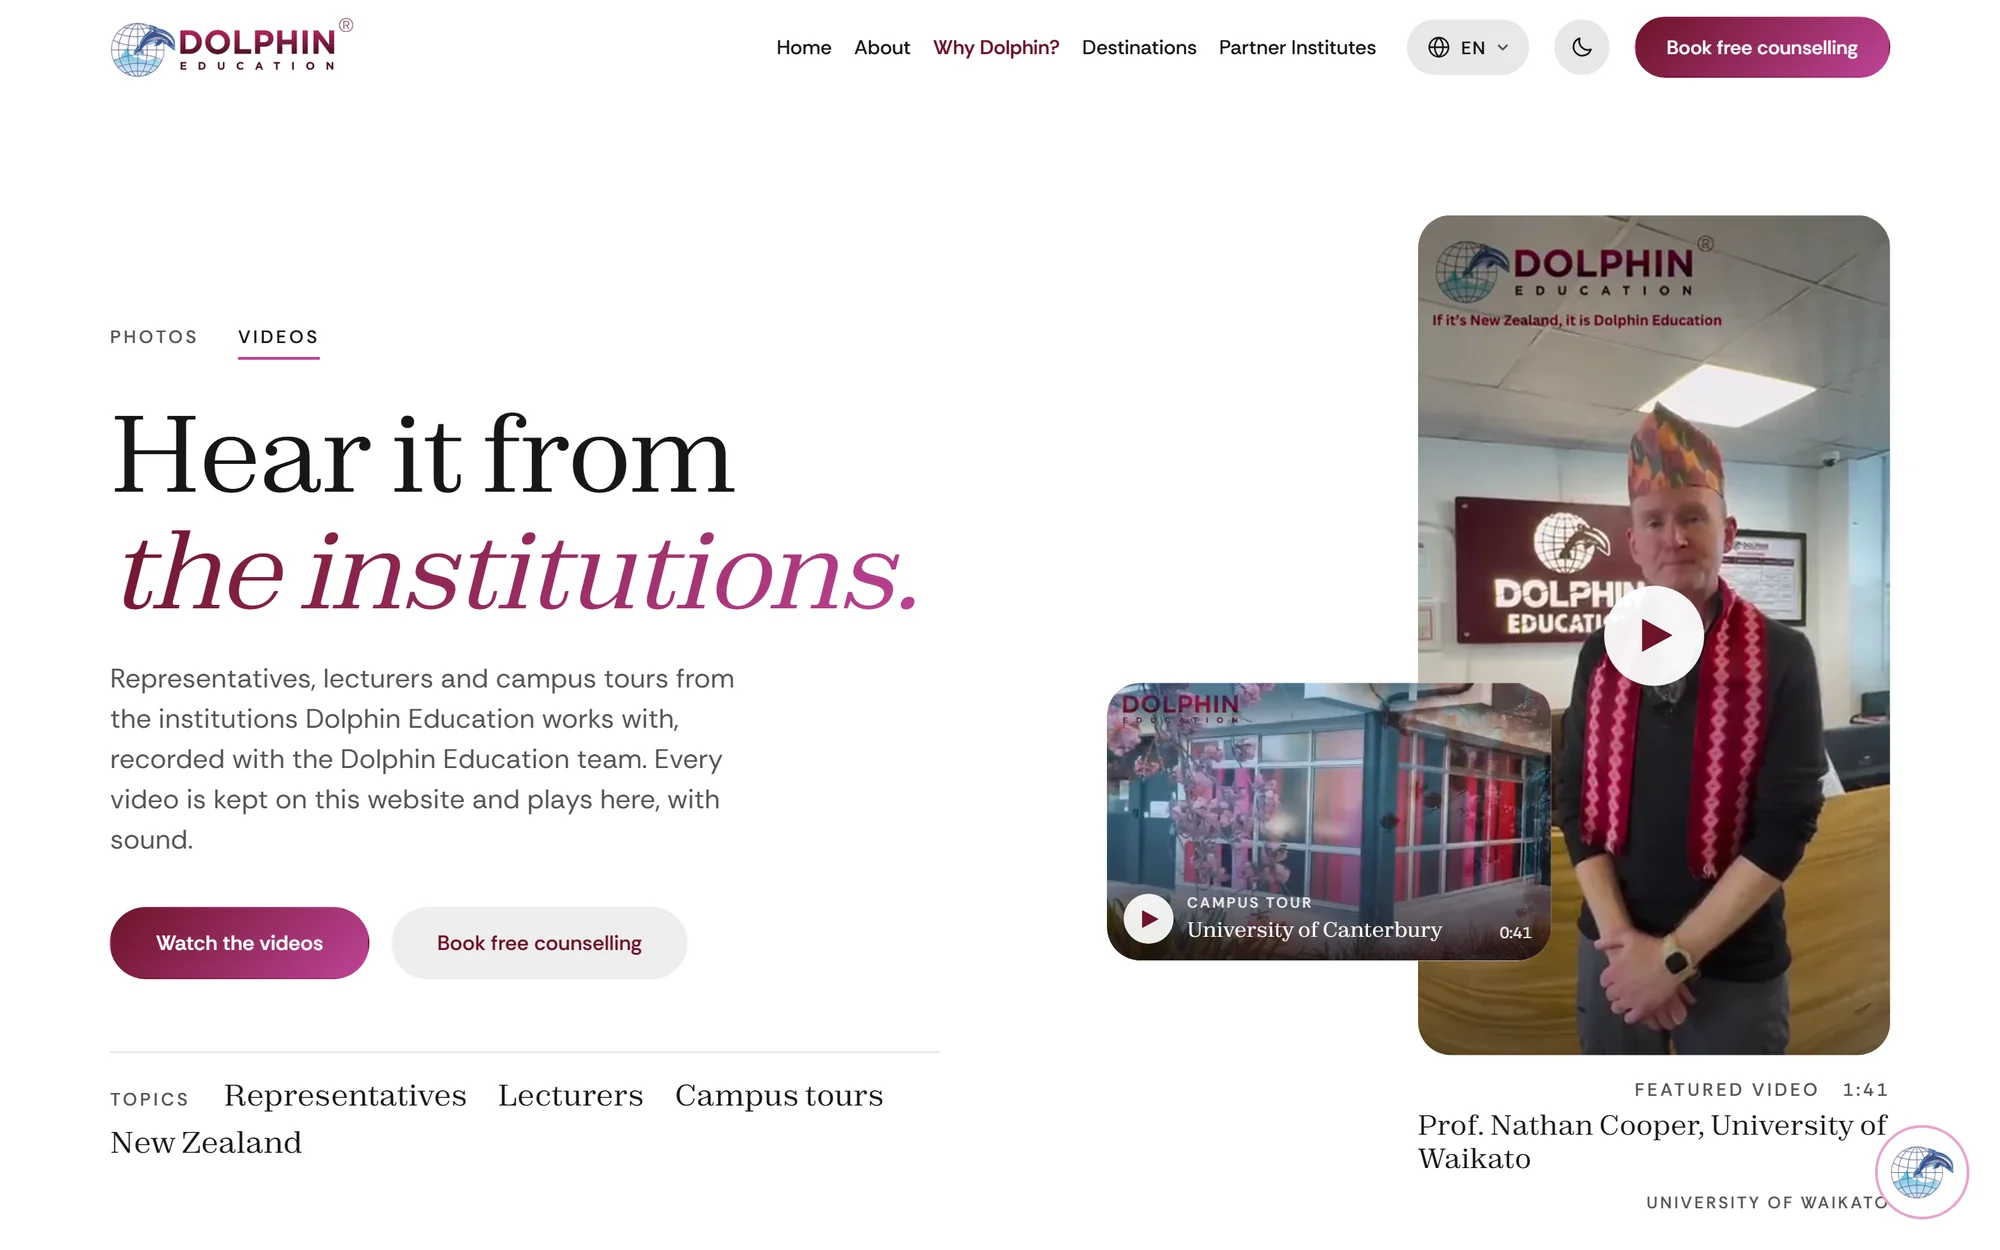 DOLPHIN ®
EDUCATION
Home About Why Dolphin? Destinations Partner Institutes EN Book free counselling
PHOTOS VIDEOS
Hear it from
the institutions.
Representatives, lecturers and campus tours from
the institutions Dolphin Education works with,
recorded with the Dolphin Education team. Every
video is kept on this website and plays here, with
sound.
Watch the videos Book free counselling
TOPICS Representatives Lecturers Campus tours
New Zealand
DOLPHIN ®
EDUCATION
If it's New Zealand, it is Dolphin Education
DOLPHIN
EDUCATI
DOLPHIN
EDUCATION
CAMPUS TOUR
University of Canterbury 0:41
FEATURED VIDEO 1:41
Prof. Nathan Cooper, University of
Waikato
UNIVERSITY OF WAIKATO